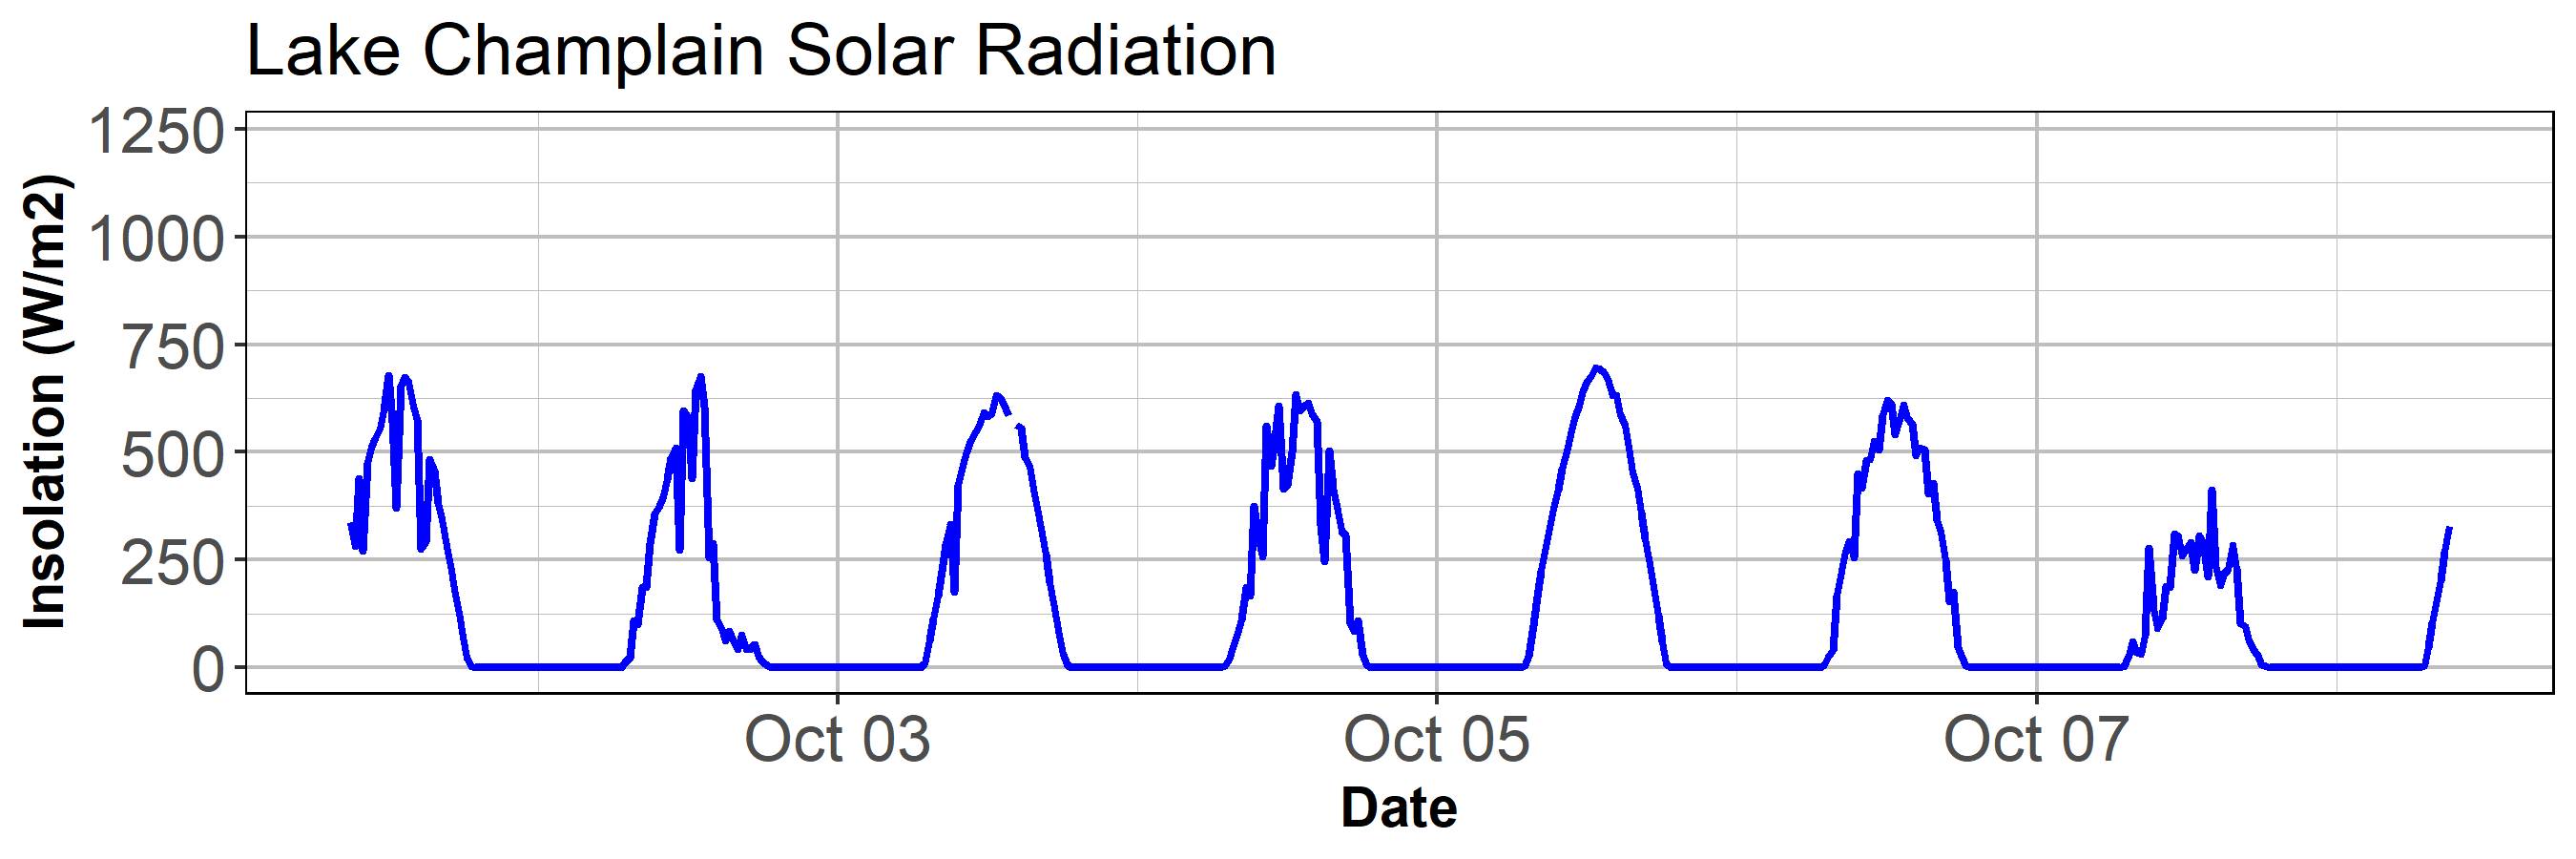 Lake Champlain Solar Radiation
Insolation (W/m2)
1250
1000
750
500
250
0
Oct 03 Oct 05 Oct 07
Date